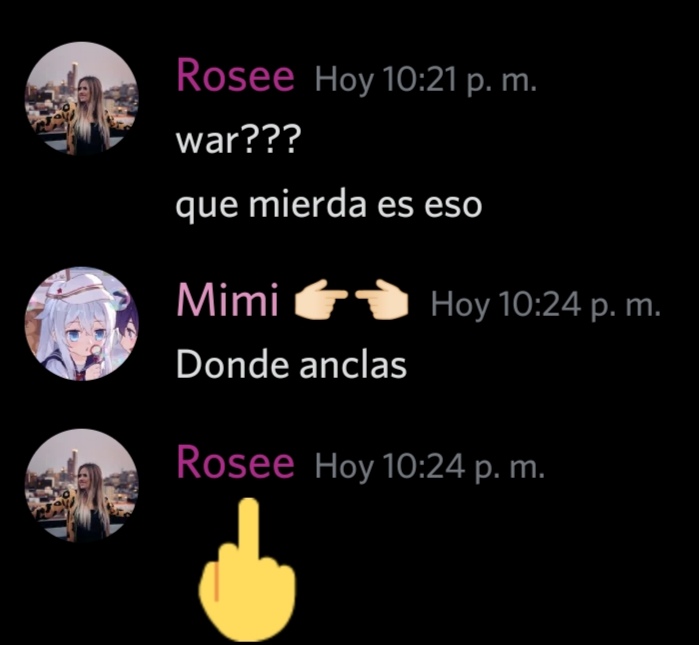 Rosee Hoy 10:21 p. m.
war???
que mierda es eso
Mimi 👉🏻👈🏻 Hoy 10:24 p. m.
Donde anclas
Rosee Hoy 10:24 p. m.
🖕